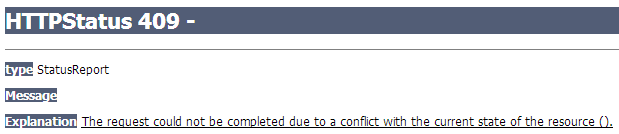 HTTPStatus 409 -
type StatusReport
Message
Explanation The request could not be completed due to a conflict with the current state of the resource ().